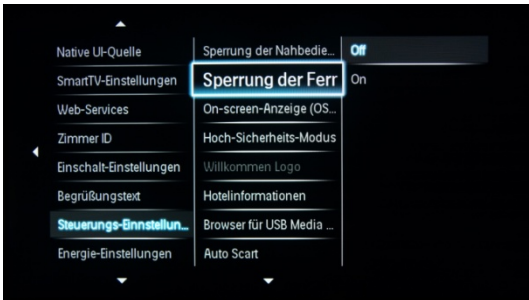 Native UI-Quelle
SmartTV-Einstellungen
Web-Services
Zimmer ID
Einschalt-Einstellungen
Begrüßungstext
Steuerungs-Einnstellun...
Energie-Einstellungen
Sperrung der Nahbedie...
Sperrung der Ferr
On-screen-Anzeige (OS...
Hoch-Sicherheits-Modus
Willkommen Logo
Hotelinformationen
Browser für USB Media ...
Auto Scart
Off
On